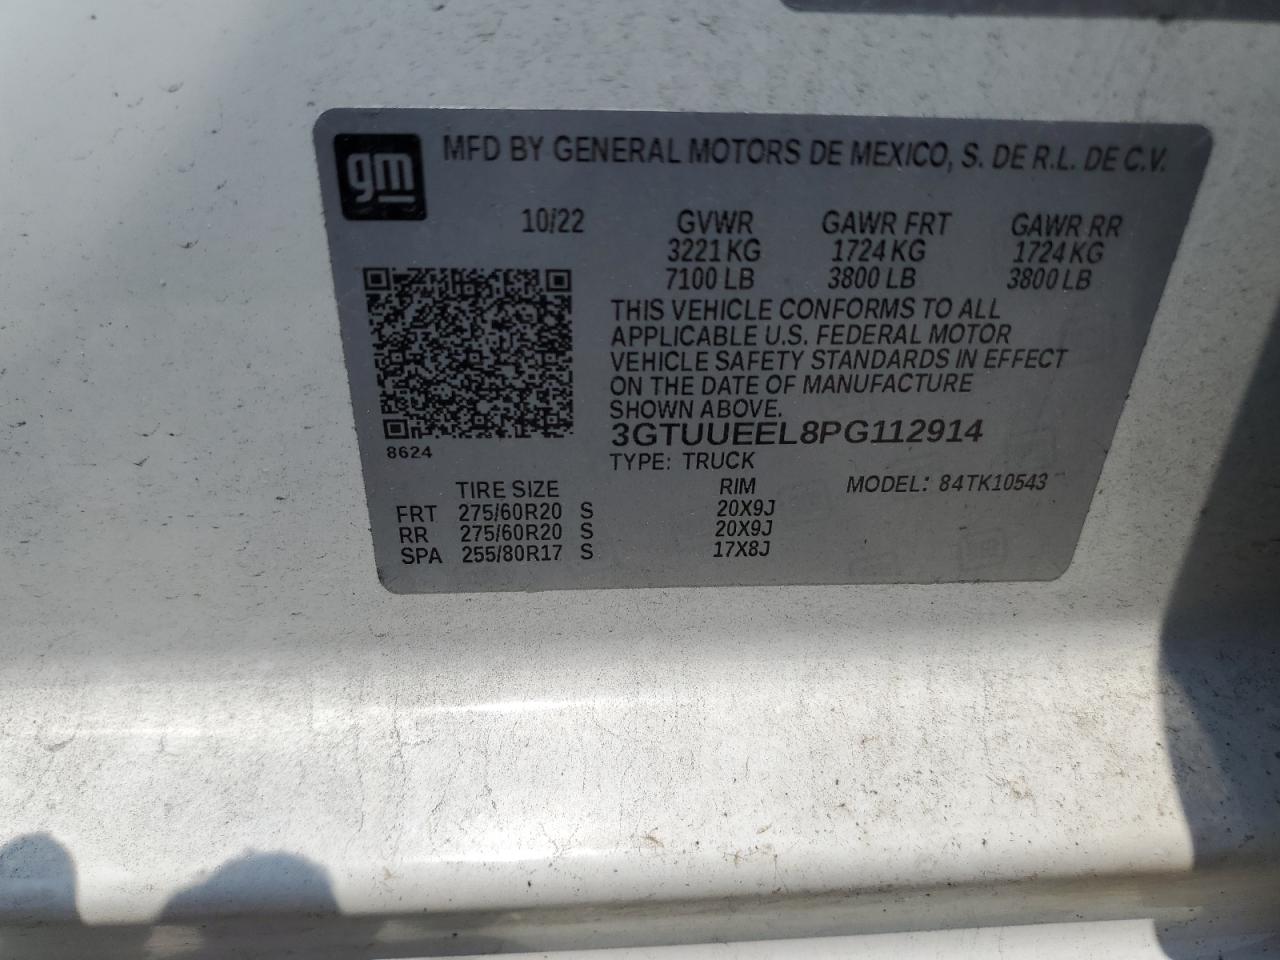 gm
MFD BY GENERAL MOTORS DE MEXICO, S. DE R.L. DE C.V.
10/22 GVWR GAWR FRT GAWR RR
3221 KG 1724 KG 1724 KG
7100 LB 3800 LB 3800 LB
THIS VEHICLE CONFORMS TO ALL
APPLICABLE U.S. FEDERAL MOTOR
VEHICLE SAFETY STANDARDS IN EFFECT
ON THE DATE OF MANUFACTURE
SHOWN ABOVE.
3GTUUEEL8PG112914
8624
TYPE: TRUCK
TIRE SIZE RIM MODEL: 84TK10543
FRT 275/60R20 S 20X9J
RR 275/60R20 S 20X9J
SPA 255/80R17 S 17X8J